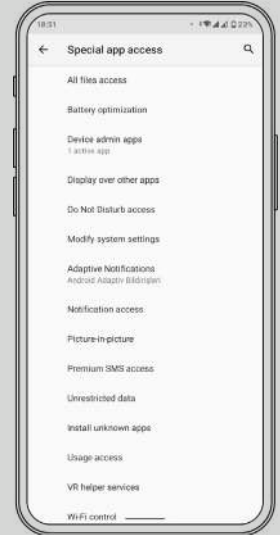 18:51
22%
Special app access
All files access
Battery optimization
Device admin apps
1 active app
Display over other apps
Do Not Disturb access
Modify system settings
Adaptive Notifications
Android Adaptiv Bildirişləri
Notification access
Picture-in-picture
Premium SMS access
Unrestricted data
Install unknown apps
Usage access
VR helper services
Wi-Fi control